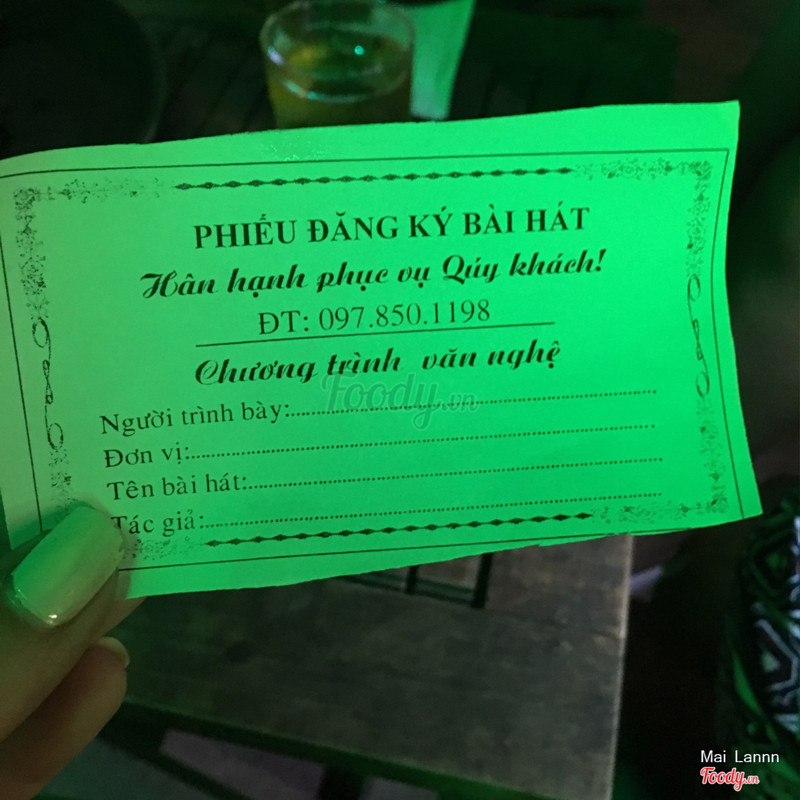 PHIẾU ĐĂNG KÝ BÀI HÁT
Hân hạnh phục vụ Qúy khách!
ĐT: 097.850.1198
Chương trình văn nghệ
Người trình bày:
Đơn vị:
Tên bài hát:
Tác giả:
Foody.vn
Mai Lannn
Foody.vn